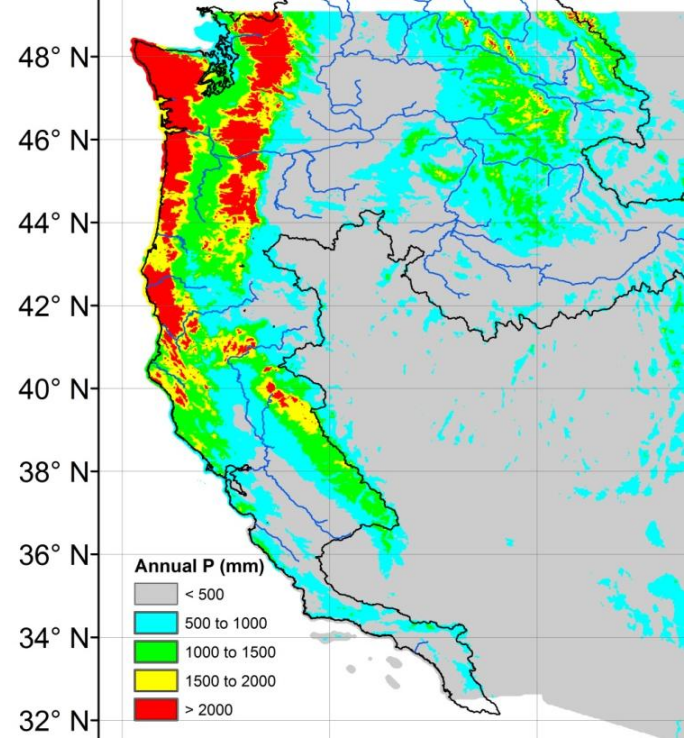 48° N
46° N
44° N
42° N
40° N
38° N
36° N
34° N
32° N
Annual P (mm)
< 500
500 to 1000
1000 to 1500
1500 to 2000
> 2000